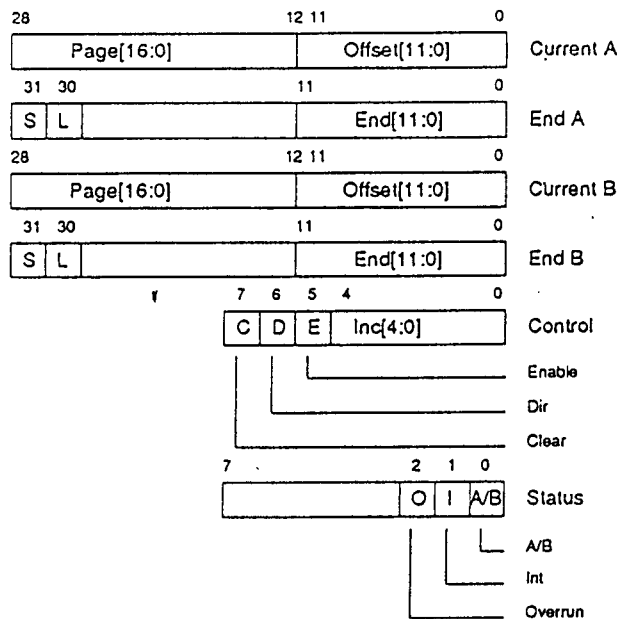 28 12 11 0
Page[16:0] Offset[11:0] Current A
31 30 11 0
S L End[11:0] End A
28 12 11 0
Page[16:0] Offset[11:0] Current B
31 30 11 0
S L End[11:0] End B
7 6 5 4 0
C D E Inc[4:0] Control
Enable
Dir
Clear
7 2 1 0
O I A/B Status
A/B
Int
Overrun